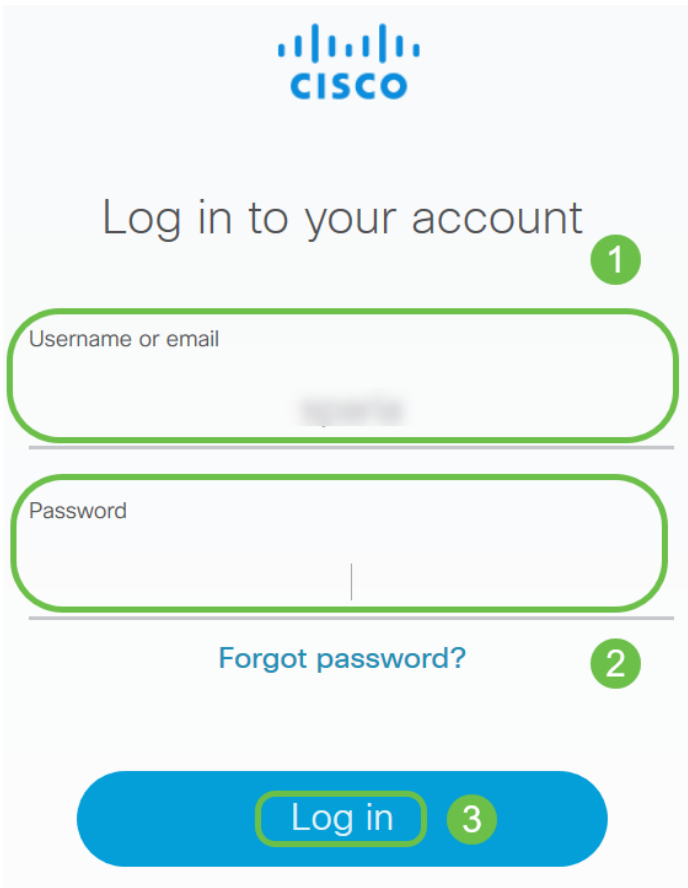 CISCO
Log in to your account
1
Username or email
Password
Forgot password?
2
Log in 3